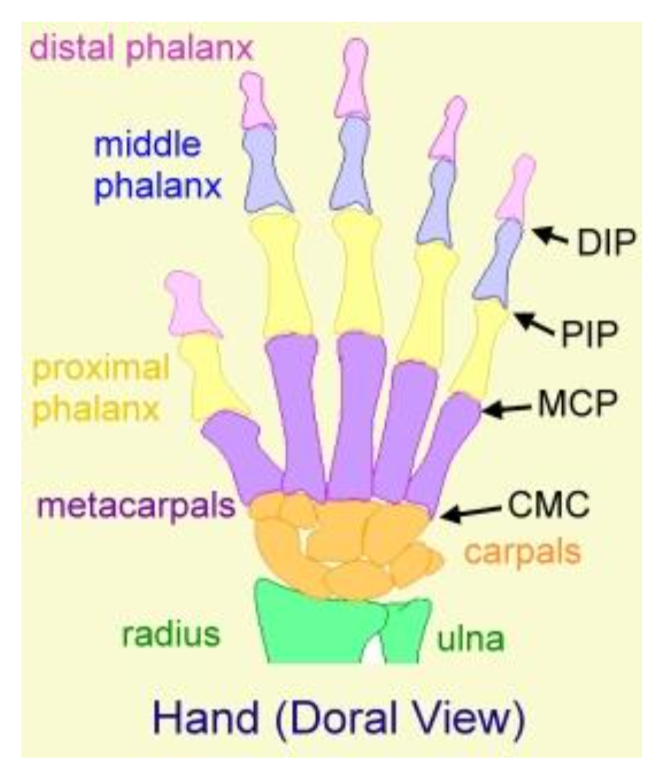 distal phalanx
middle
phalanx
DIP
PIP
proximal
phalanx
MCP
metacarpals
CMC
carpals
radius
ulna
Hand (Doral View)